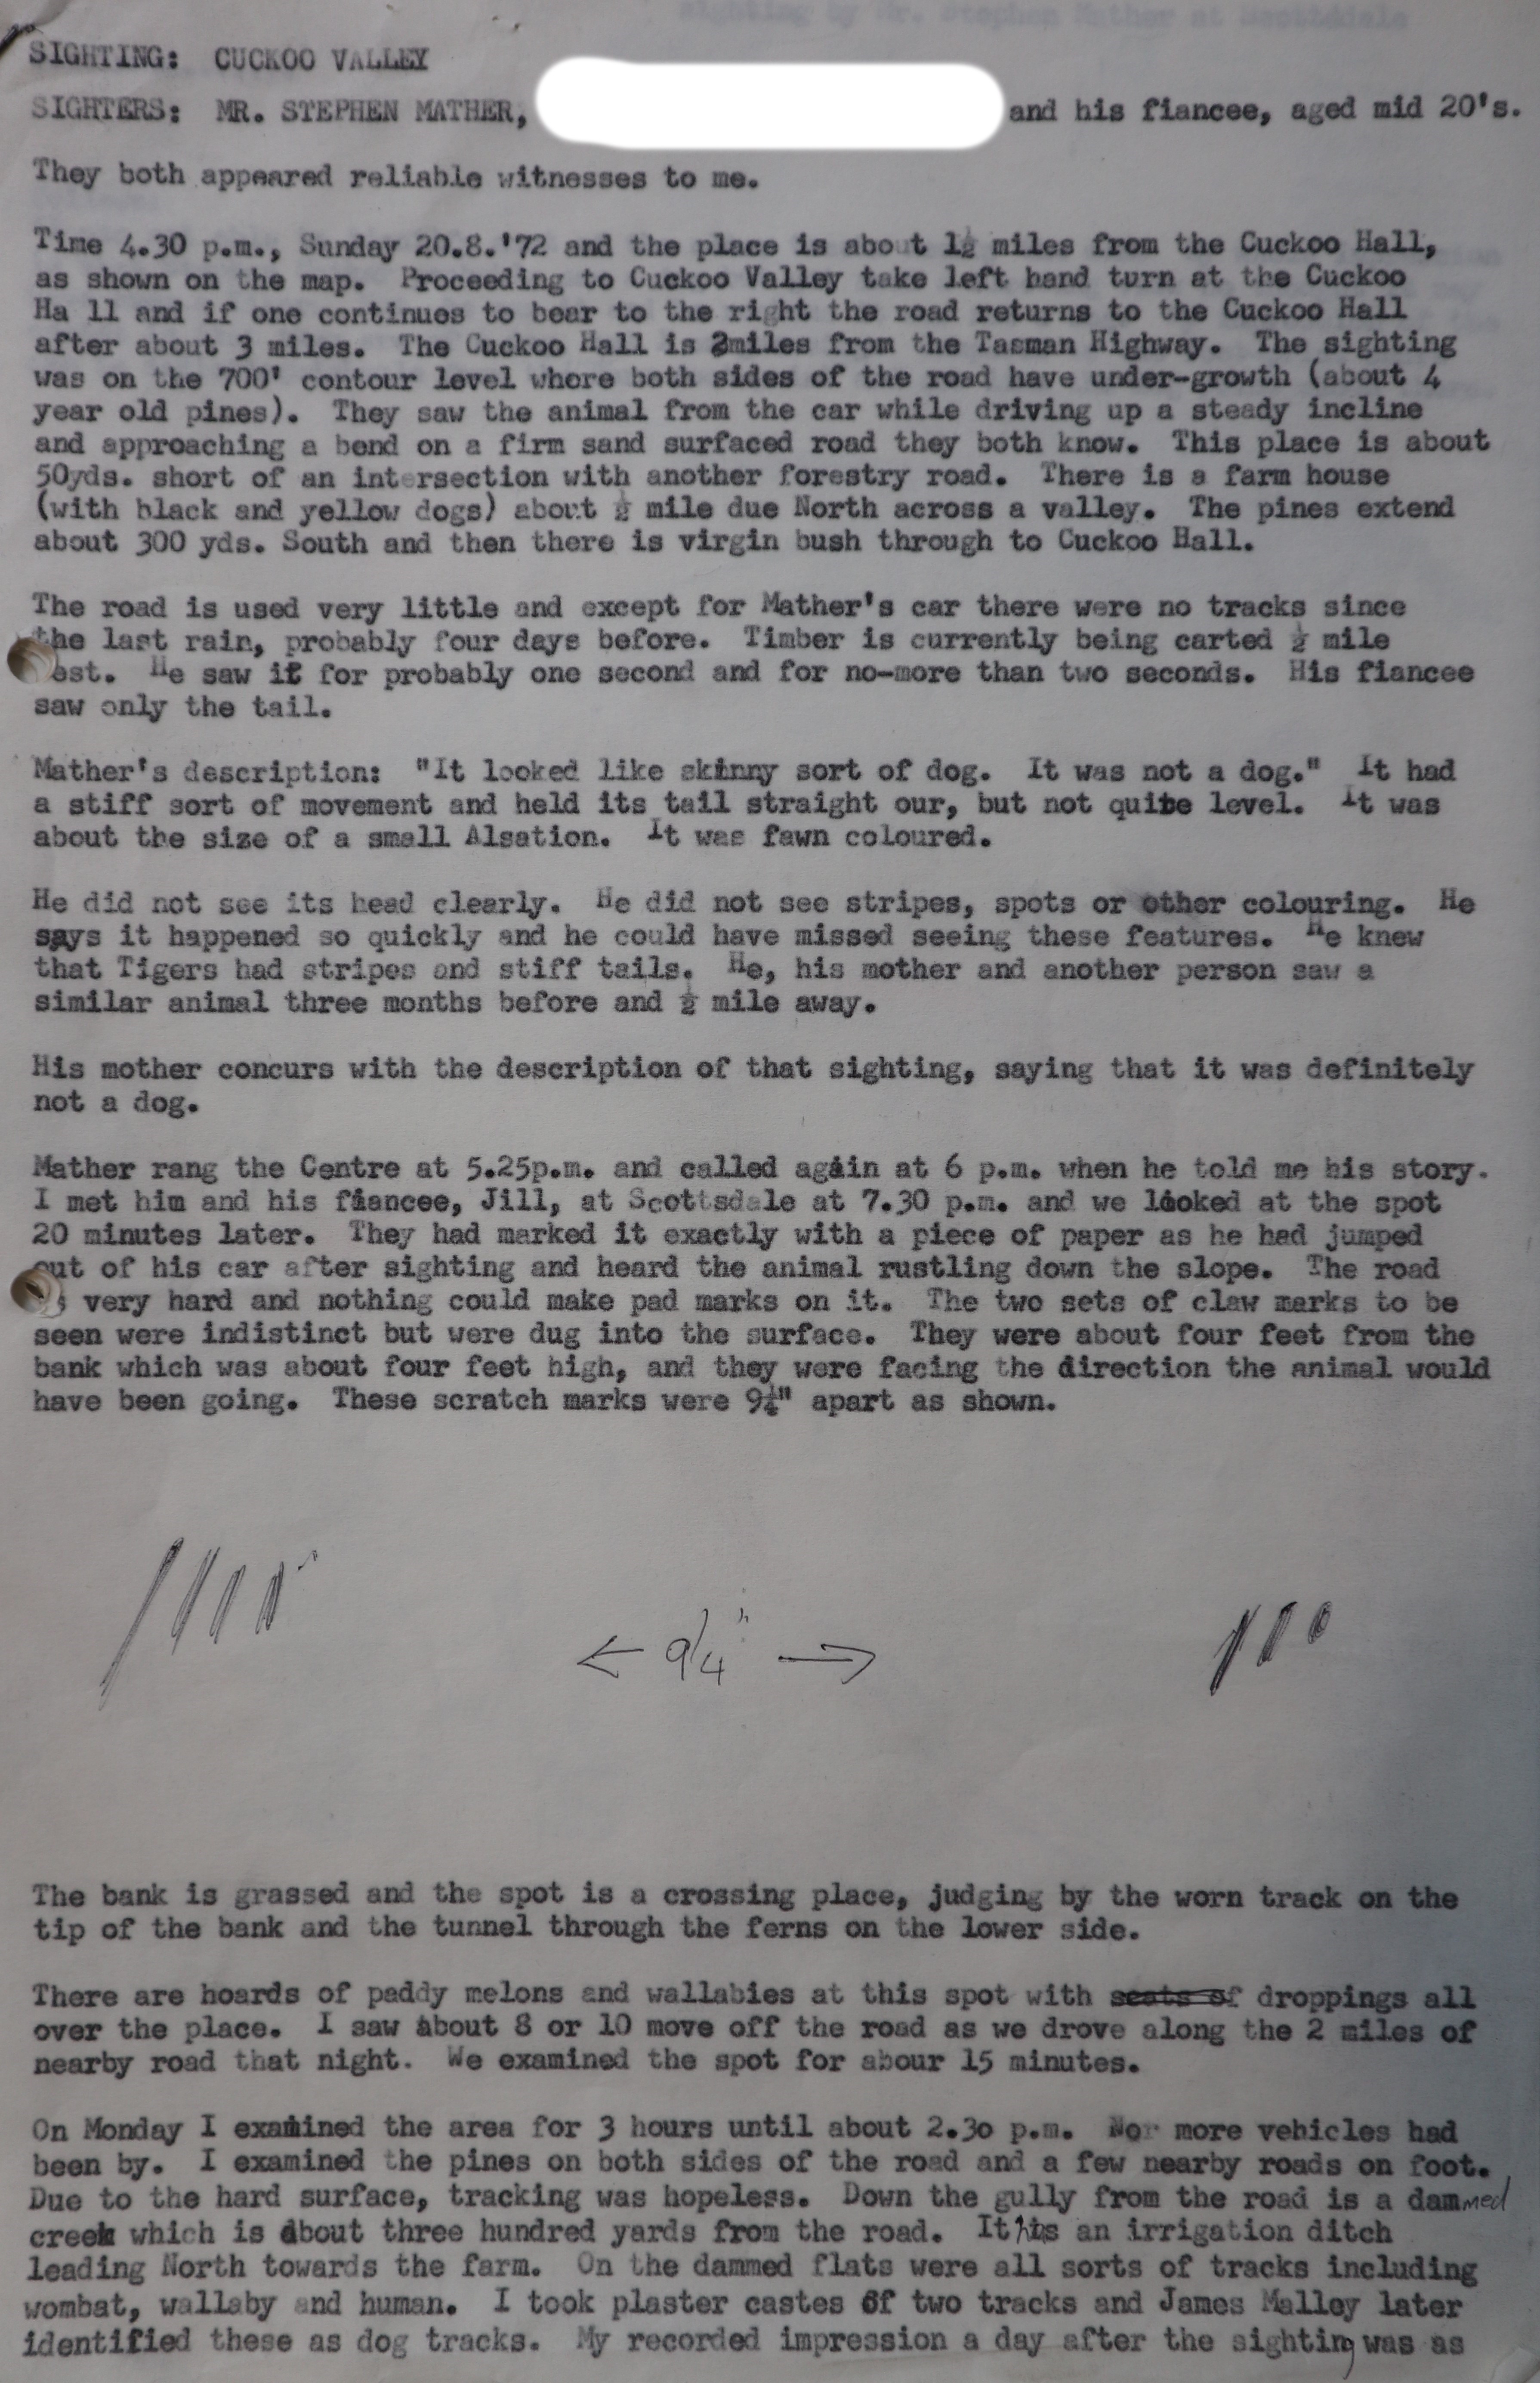 SIGHTING: CUCKOO VALLEY
SIGHTERS: MR. STEPHEN MATHER, and his fiancee, aged mid 20's.
They both appeared reliable witnesses to me.
Time 4.30 p.m., Sunday 20.8.'72 and the place is about 1½ miles from the Cuckoo Hall,
as shown on the map. Proceeding to Cuckoo Valley take left hand turn at the Cuckoo
Ha ll and if one continues to bear to the right the road returns to the Cuckoo Hall
after about 3 miles. The Cuckoo Hall is 2miles from the Tasman Highway. The sighting
was on the 700' contour level where both sides of the road have under-growth (about 4
year old pines). They saw the animal from the car while driving up a steady incline
and approaching a bend on a firm sand surfaced road they both know. This place is about
50yds. short of an intersection with another forestry road. There is a farm house
(with black and yellow dogs) about ½ mile due North across a valley. The pines extend
about 300 yds. South and then there is virgin bush through to Cuckoo Hall.
The road is used very little and except for Mather's car there were no tracks since
the last rain, probably four days before. Timber is currently being carted ½ mile
est. He saw it for probably one second and for no-more than two seconds. His fiancee
saw only the tail.
Mather's description: "It looked like skinny sort of dog. It was not a dog." It had
a stiff sort of movement and held its tail straight our, but not quite level. It was
about the size of a small Alsation. It was fawn coloured.
He did not see its head clearly. He did not see stripes, spots or other colouring. He
says it happened so quickly and he could have missed seeing these features. He knew
that Tigers had stripes and stiff tails. He, his mother and another person saw a
similar animal three months before and ½ mile away.
His mother concurs with the description of that sighting, saying that it was definitely
not a dog.
Mather rang the Centre at 5.25p.m. and called again at 6 p.m. when he told me his story.
I met him and his fiancee, Jill, at Scottsdale at 7.30 p.m. and we looked at the spot
20 minutes later. They had marked it exactly with a piece of paper as he had jumped
out of his car after sighting and heard the animal rustling down the slope. The road
s very hard and nothing could make pad marks on it. The two sets of claw marks to be
seen were indistinct but were dug into the surface. They were about four feet from the
bank which was about four feet high, and they were facing the direction the animal would
have been going. These scratch marks were 9¼" apart as shown.
← 9¼" →
The bank is grassed and the spot is a crossing place, judging by the worn track on the
tip of the bank and the tunnel through the ferns on the lower side.
There are hoards of paddy melons and wallabies at this spot with droppings all
over the place. I saw about 8 or 10 move off the road as we drove along the 2 miles of
nearby road that night. We examined the spot for abour 15 minutes.
On Monday I examined the area for 3 hours until about 2.30 p.m. Nor more vehicles had
been by. I examined the pines on both sides of the road and a few nearby roads on foot.
Due to the hard surface, tracking was hopeless. Down the gully from the road is a dammed
creek which is about three hundred yards from the road. It his an irrigation ditch
leading North towards the farm. On the dammed flats were all sorts of tracks including
wombat, wallaby and human. I took plaster castes of two tracks and James Malley later
identified these as dog tracks. My recorded impression a day after the sighting was as